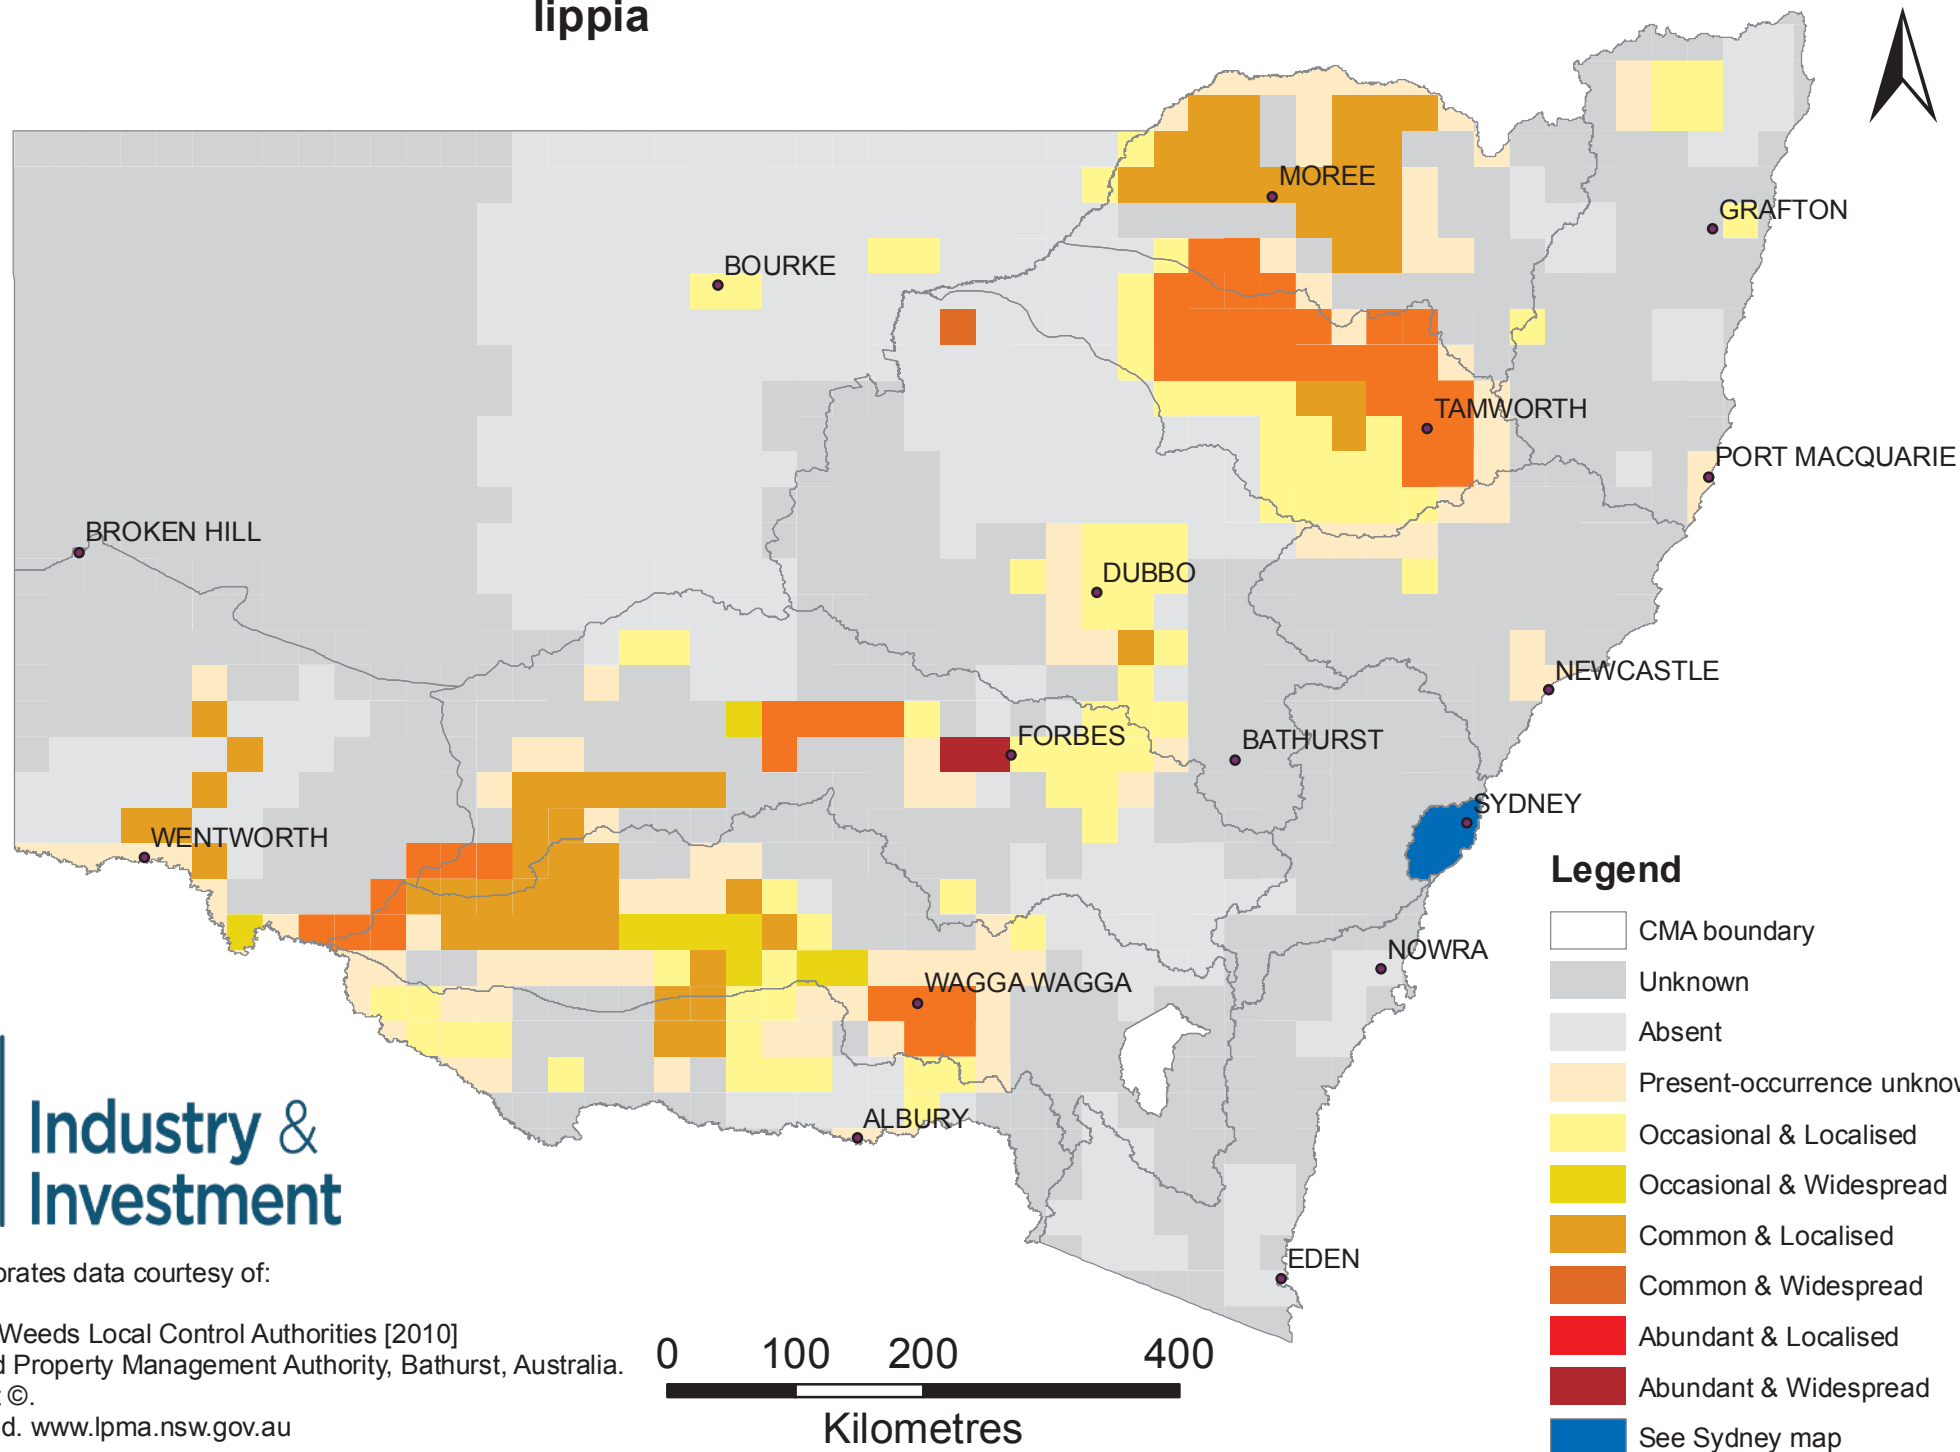 lippia
MOREE
GRAFTON
BOURKE
TAMWORTH
PORT MACQUARIE
BROKEN HILL
DUBBO
NEWCASTLE
FORBES
BATHURST
SYDNEY
WENTWORTH
NOWRA
WAGGA WAGGA
ALBURY
EDEN
Legend
CMA boundary
Unknown
Absent
Present-occurrence unknow
Occasional & Localised
Occasional & Widespread
Common & Localised
Common & Widespread
Abundant & Localised
Abundant & Widespread
See Sydney map
Industry &
Investment
orates data courtesy of:
Weeds Local Control Authorities [2010]
d Property Management Authority, Bathurst, Australia.
©.
d. www.lpma.nsw.gov.au
0 100 200 400
Kilometres